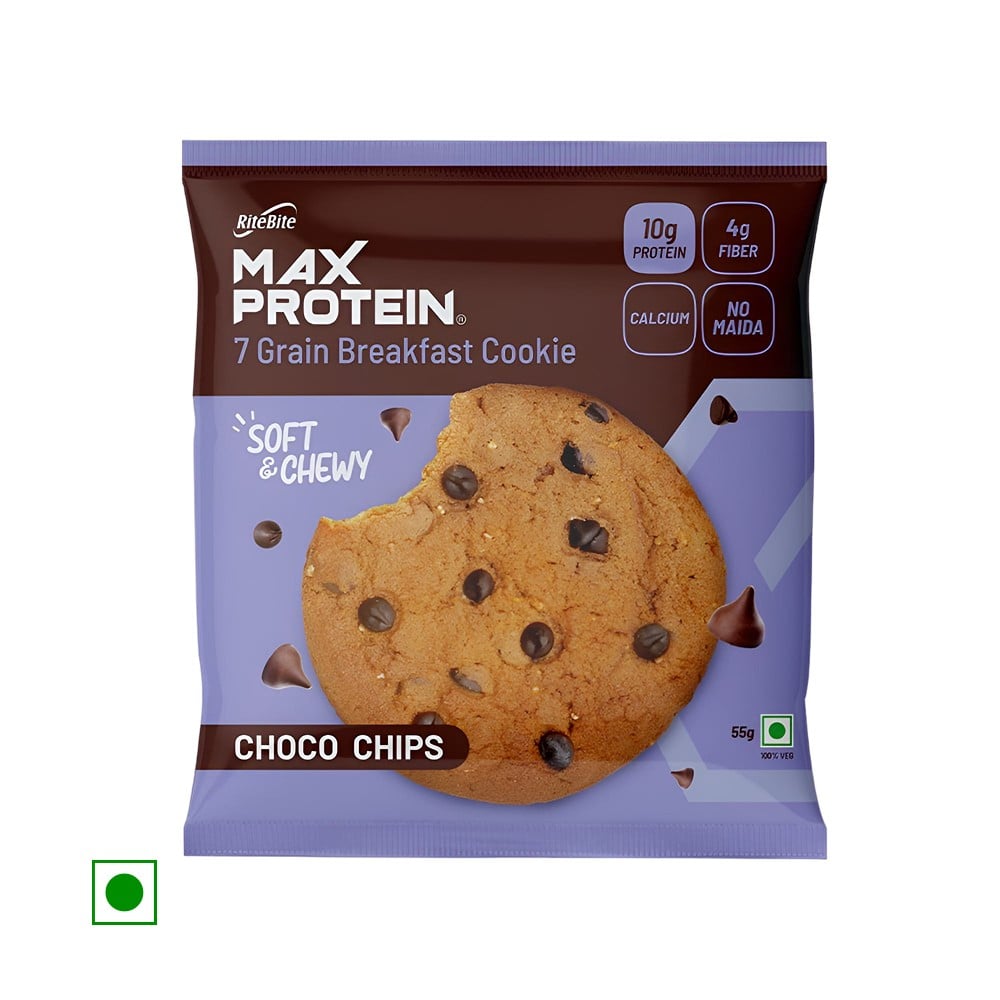 RiteBite
MAX
PROTEIN®
7 Grain Breakfast Cookie
10g
PROTEIN
4g
FIBER
CALCIUM
NO
MAIDA
SOFT
& CHEWY
CHOCO CHIPS
55g
100% VEG